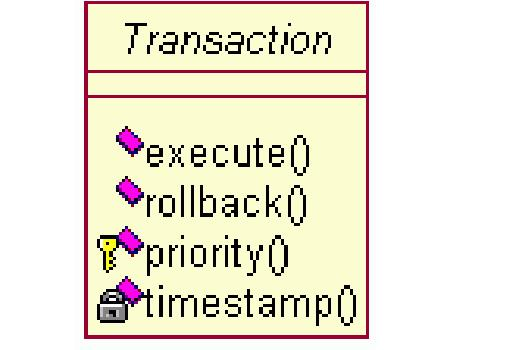 Transaction
execute()
rollback()
priority()
timestamp()